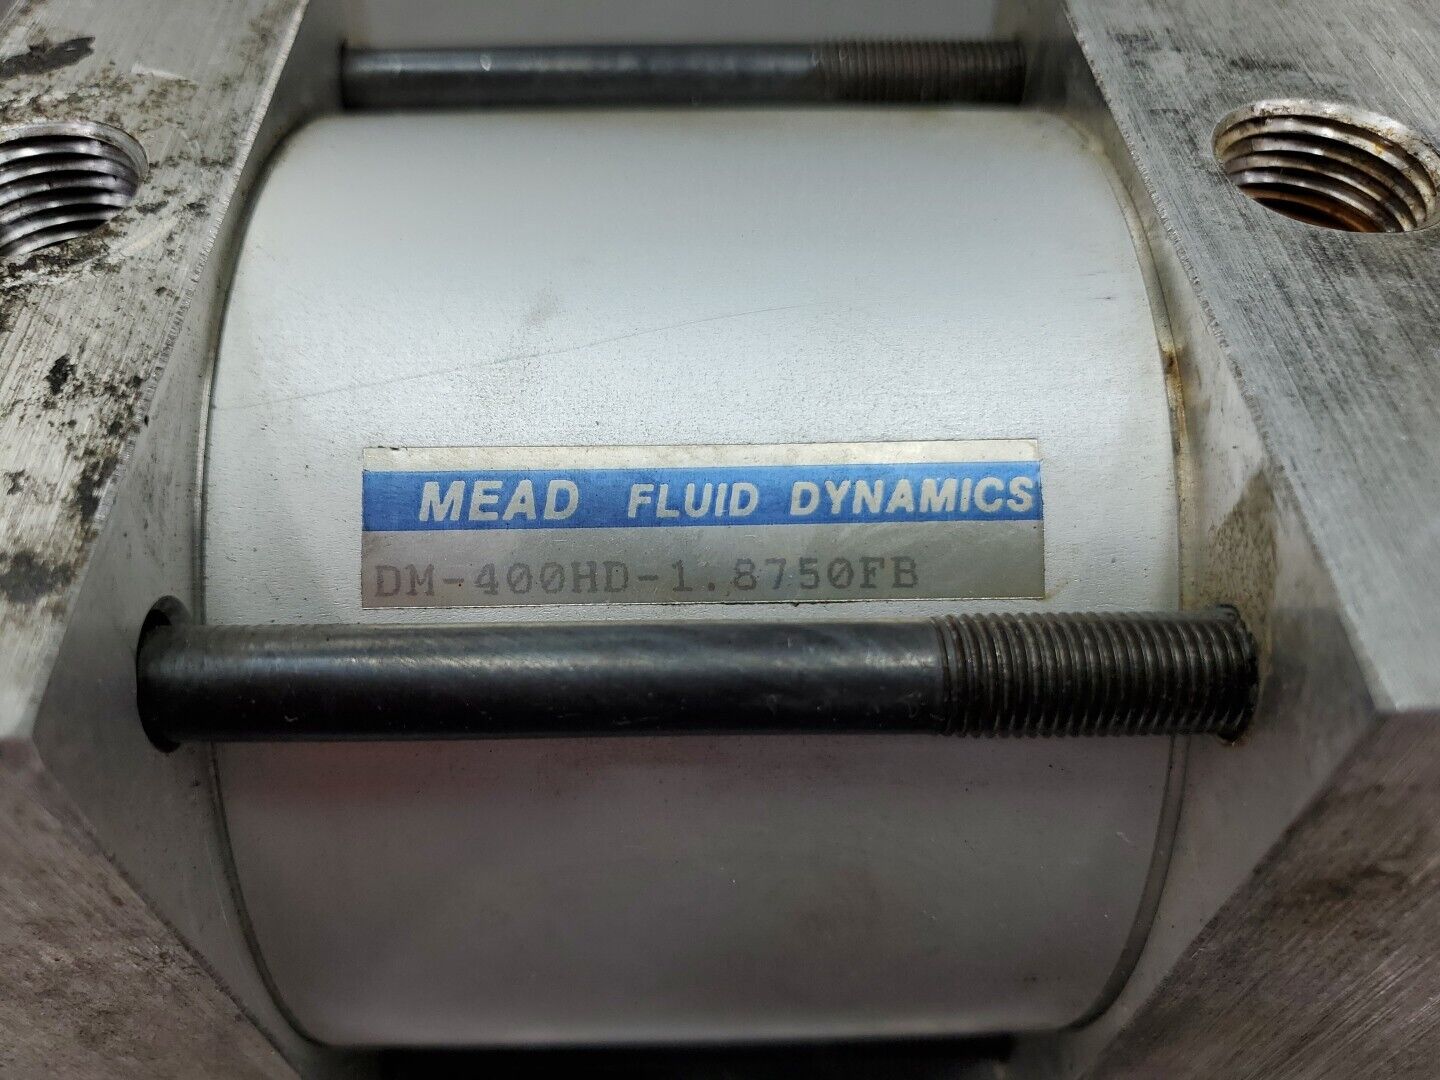 MEAD FLUID DYNAMICS
DM-400HD-1.8750FB